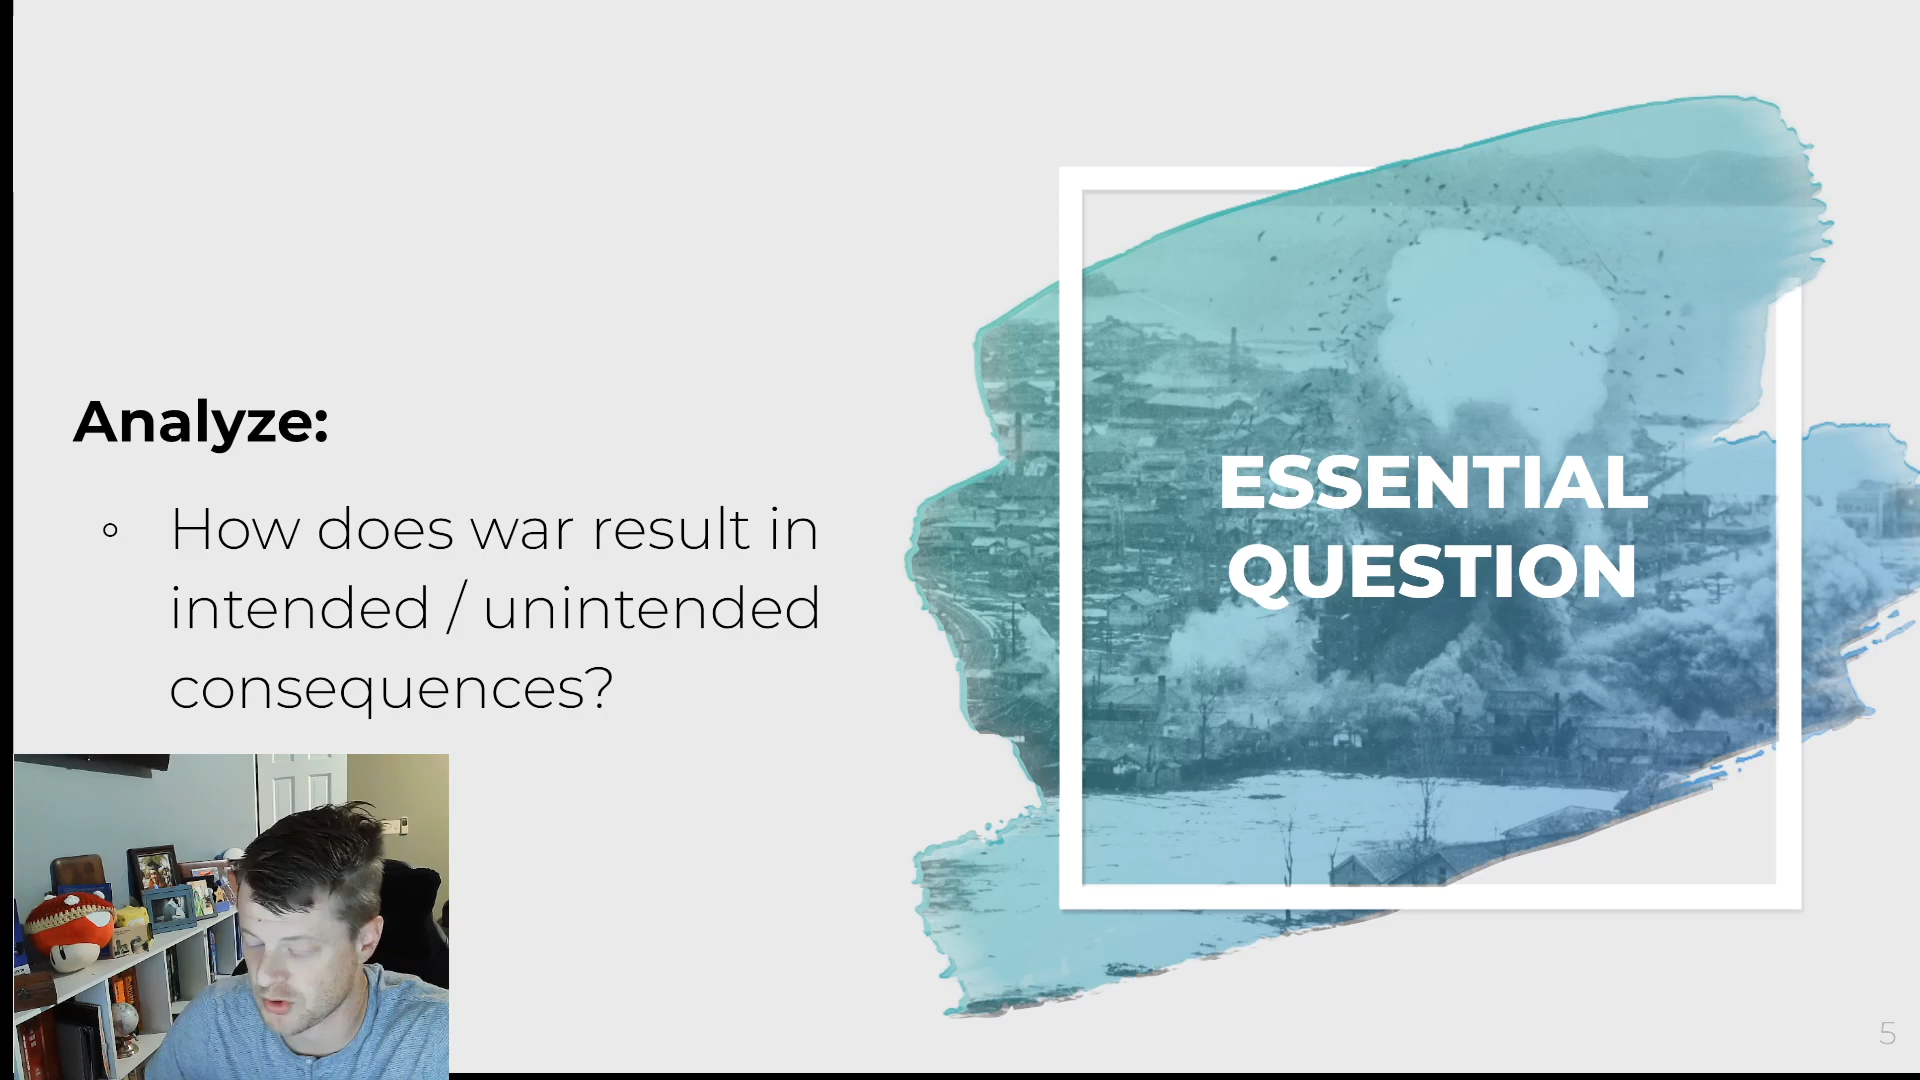 Analyze:
◦ How does war result in
intended / unintended
consequences?
ESSENTIAL
QUESTION
5